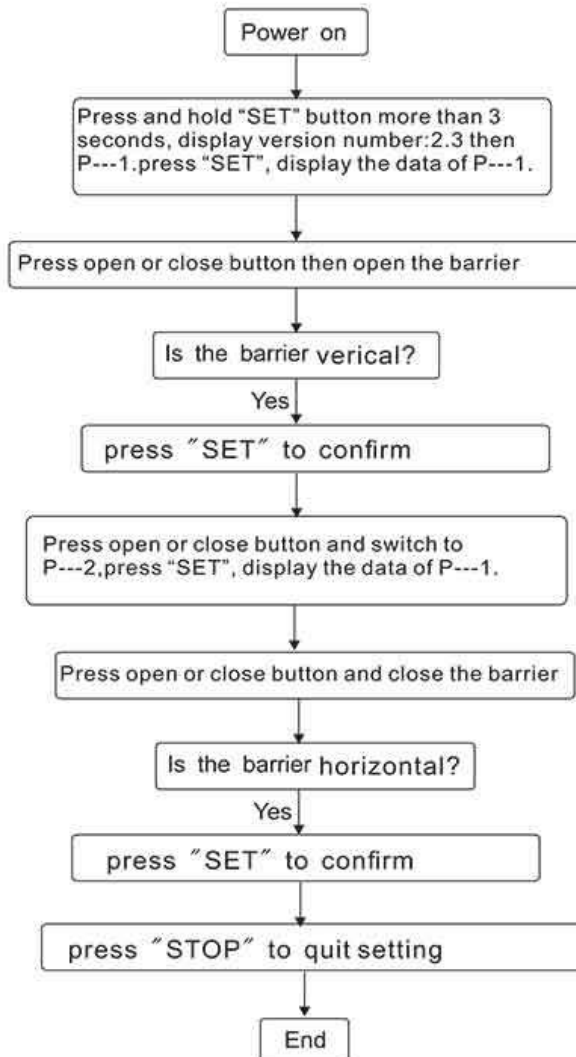 Power on
Press and hold “SET” button more than 3
seconds, display version number:2.3 then
P---1.press “SET”, display the data of P---1.
Press open or close button then open the barrier
Is the barrier verical?
Yes
press ″SET″ to confirm
Press open or close button and switch to
P---2,press “SET”, display the data of P---1.
Press open or close button and close the barrier
Is the barrier horizontal?
Yes
press ″SET″ to confirm
press ″STOP″ to quit setting
End